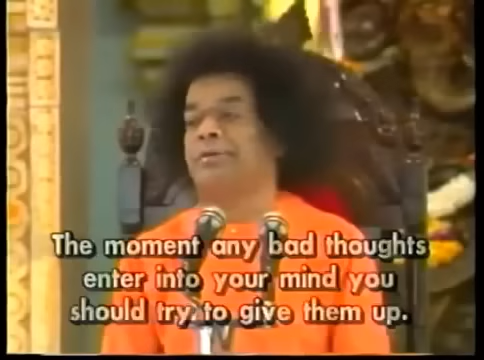 The moment any bad thoughts
enter into your mind you
should try, to give them up.